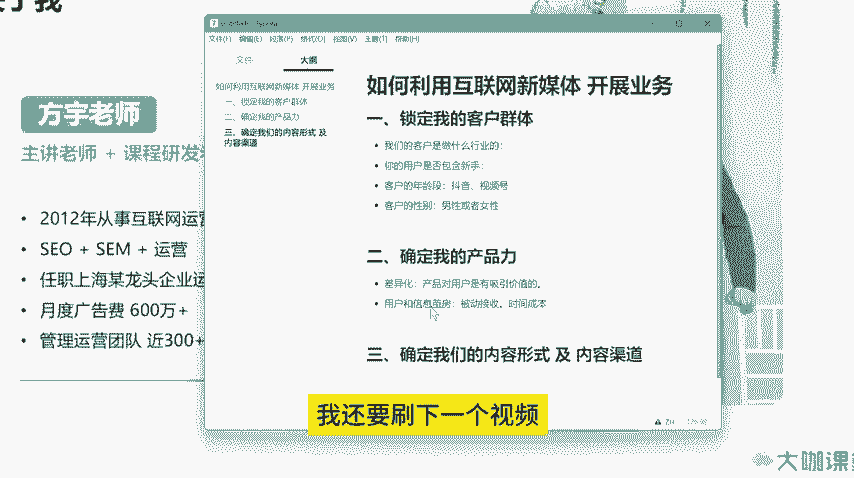 关于我
方宇老师
主讲老师 + 课程研发
• 2012年从事互联网运营
• SEO + SEM + 运营
• 任职上海某龙头企业运
• 月度广告费 600万+
• 管理运营团队 近300+
文件(F) 编辑(E) 段落(P) 格式(O) 视图(V) 主题(T) 帮助(H)
文件 大纲
如何利用互联网新媒体 开展业务
一、锁定我的客户群体
二、确定我的产品力
三、确定我们的内容形式 及
内容渠道
如何利用互联网新媒体 开展业务
一、锁定我的客户群体
• 我们的客户是做什么行业的:
• 你的用户是否包含新手:
• 客户的年龄段: 抖音、视频号
• 客户的性别: 男性或者女性
二、确定我的产品力
• 差异化: 产品对用户是有吸引价值的。
• 用户和信息茧房: 被动接收。时间成本
三、确定我们的内容形式 及 内容渠道
我还要刷下一个视频
大咖课